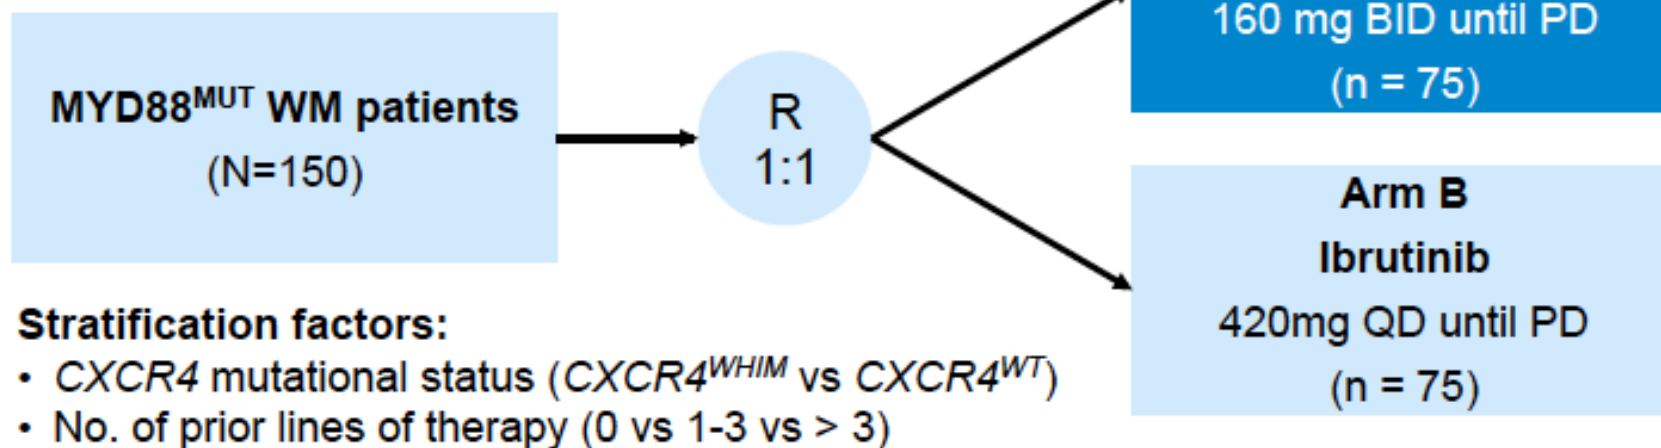 160 mg BID until PD
(n = 75)
MYD88MUT WM patients
(N=150)
R
1:1
Arm B
Ibrutinib
420mg QD until PD
(n = 75)
Stratification factors:
• CXCR4 mutational status (CXCR4WHIM vs CXCR4WT)
• No. of prior lines of therapy (0 vs 1-3 vs > 3)